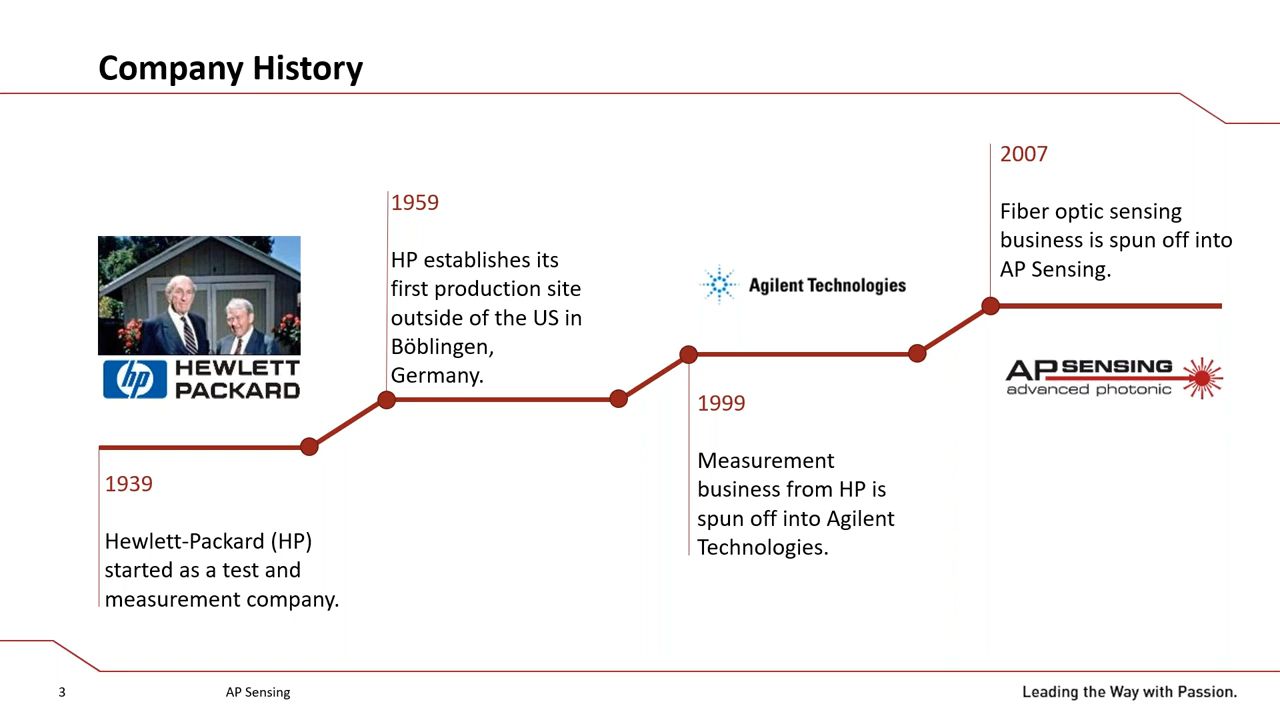 Company History
1939
Hewlett-Packard (HP)
started as a test and
measurement company.
hp HEWLETT
PACKARD
1959
HP establishes its
first production site
outside of the US in
Böblingen,
Germany.
Agilent Technologies
1999
Measurement
business from HP is
spun off into Agilent
Technologies.
2007
Fiber optic sensing
business is spun off into
AP Sensing.
AP SENSING
advanced photonic
3
AP Sensing
Leading the Way with Passion.